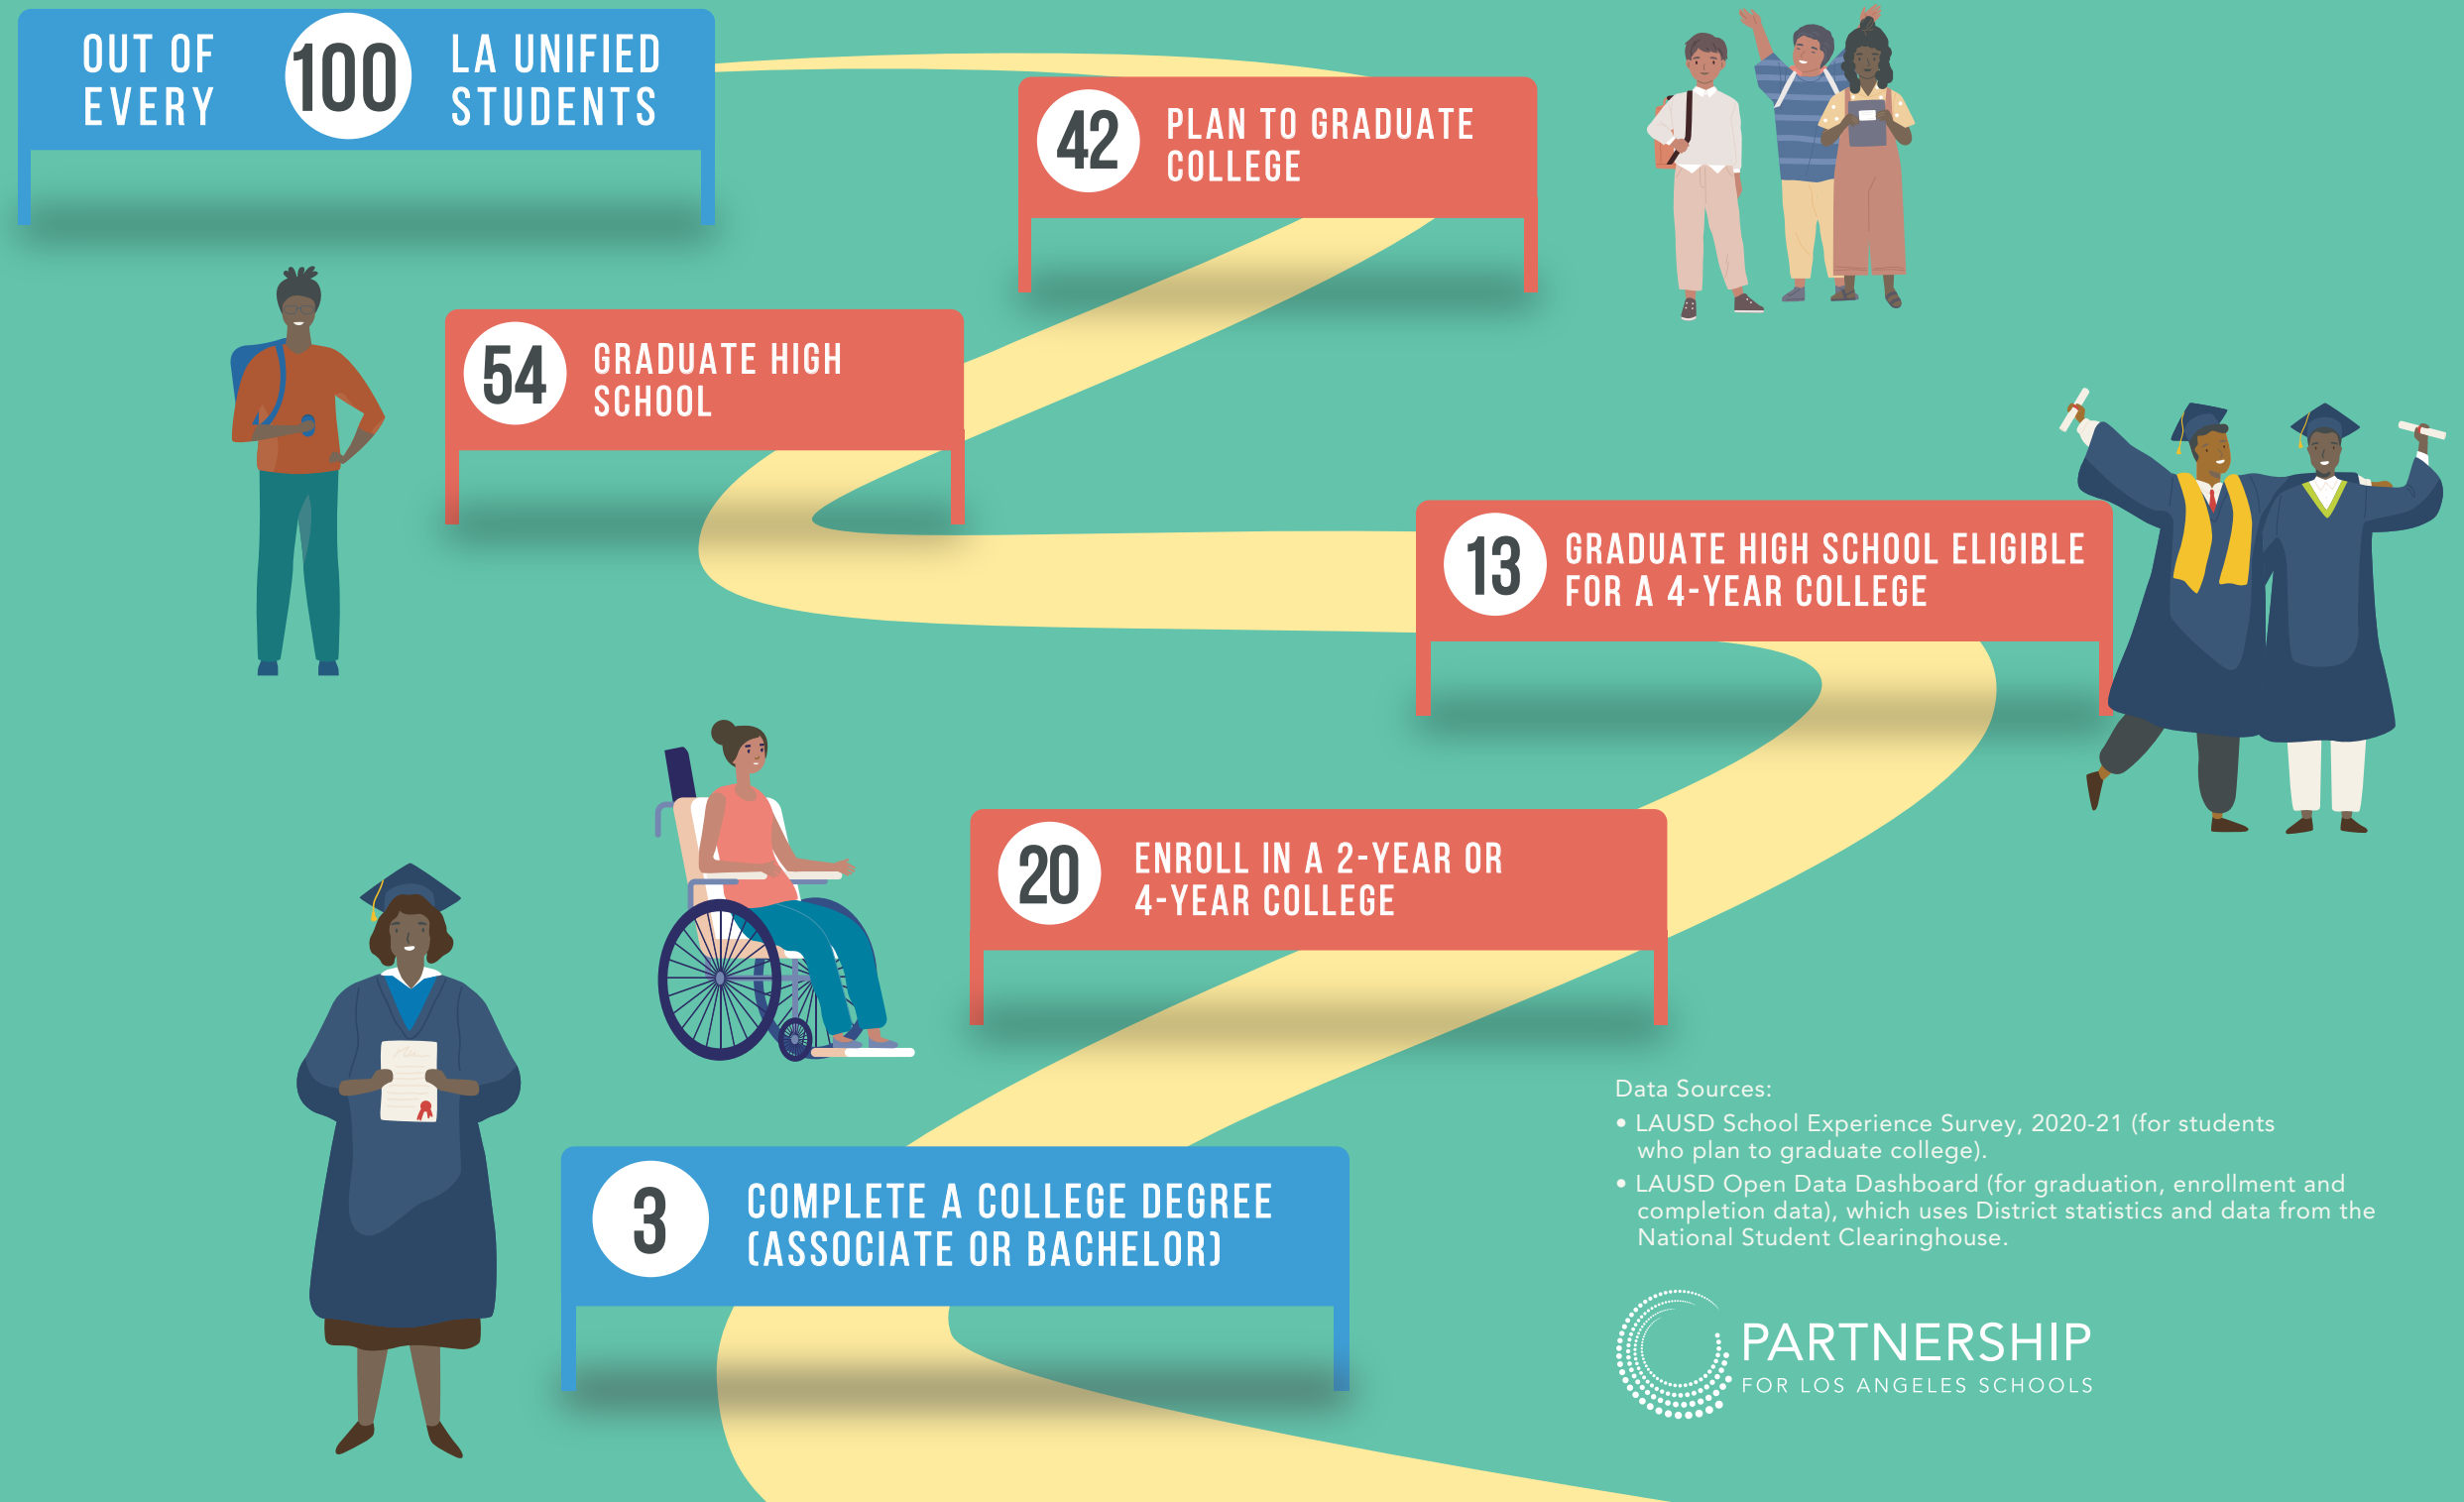 OUT OF
EVERY
100
LA UNIFIED
STUDENTS
42
PLAN TO GRADUATE
COLLEGE
54
GRADUATE HIGH
SCHOOL
13
GRADUATE HIGH SCHOOL ELIGIBLE
FOR A 4-YEAR COLLEGE
20
ENROLL IN A 2-YEAR OR
4-YEAR COLLEGE
3
COMPLETE A COLLEGE DEGREE
(ASSOCIATE OR BACHELOR)
Data Sources:
• LAUSD School Experience Survey, 2020-21 (for students
who plan to graduate college).
• LAUSD Open Data Dashboard (for graduation, enrollment and
completion data), which uses District statistics and data from the
National Student Clearinghouse.
PARTNERSHIP
FOR LOS ANGELES SCHOOLS